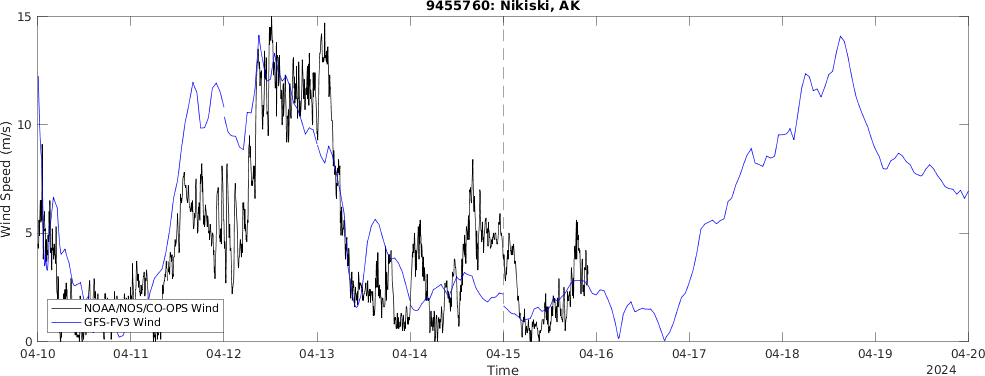 9455760: Nikiski, AK
Wind Speed (m/s)
15
10
5
0
NOAA/NOS/CO-OPS Wind
GFS-FV3 Wind
04-10 04-11 04-12 04-13 04-14 04-15 04-16 04-17 04-18 04-19 04-20
Time
2024